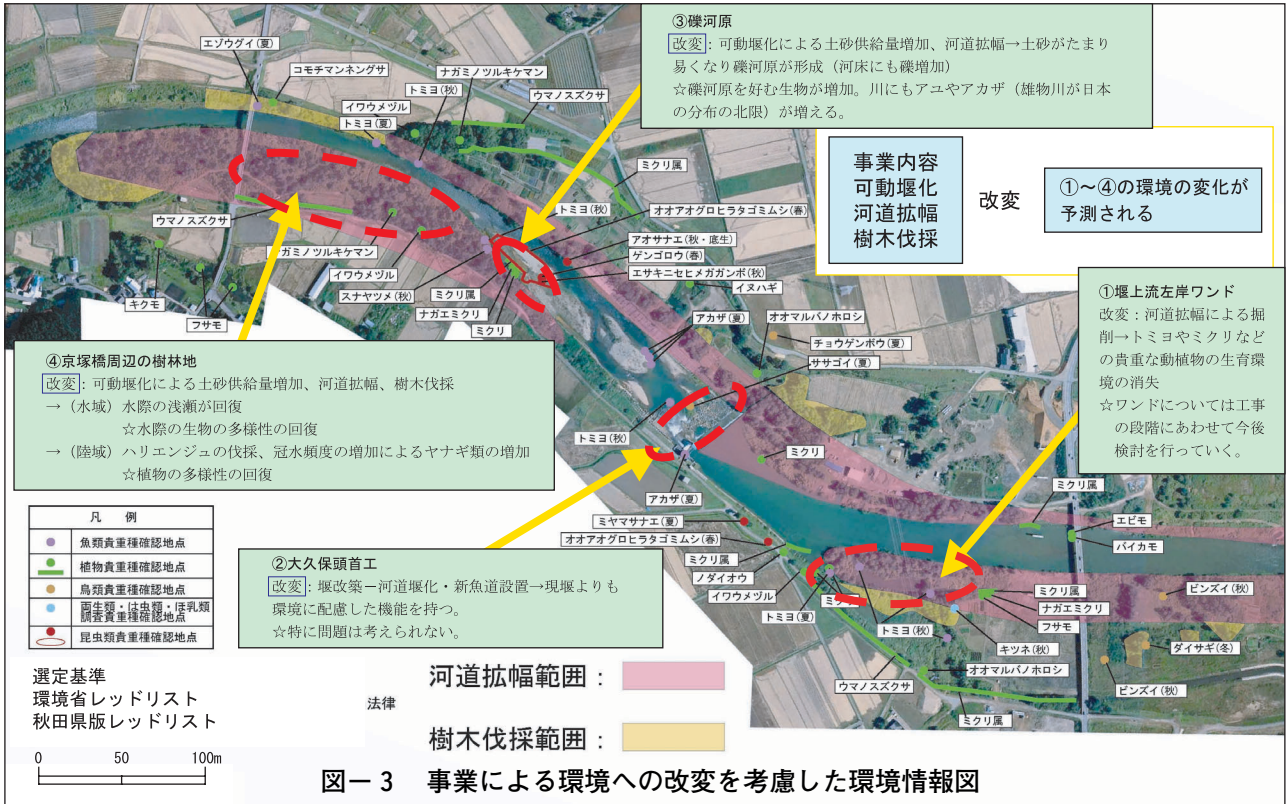 ③礫河原
改変：可動堰化による土砂供給量増加、河道拡幅→土砂がたまり
易くなり礫河原が形成（河床にも礫増加）
☆礫河原を好む生物が増加。川にもアユやアカザ（雄物川が日本
の分布の北限）が増える。
事業内容
可動堰化
河道拡幅
樹木伐採
改変
①～④の環境の変化が
予測される
エゾウグイ(夏)
コモチマンネングサ
ナガミノツルキケマン
トミヨ(秋)
イワウメヅル
トミヨ(夏)
ウマノスズクサ
ミクリ属
トミヨ(秋)
オオアオグロヒラタゴミムシ(春)
アオサナエ(秋・底生)
ゲンゴロウ(春)
エサキニセヒメガガンボ(秋)
イヌハギ
ウマノスズクサ
ガミノツルキケマン
イワウメヅル
スナヤツメ(秋)
ミクリ属
ナガエミクリ
ミクリ
キクモ
フサモ
アカザ(夏)
オオマルバノホロシ
チョウゲンボウ(夏)
ササゴイ(夏)
トミヨ(秋)
ミクリ
アカザ(夏)
①堰上流左岸ワンド
改変：河道拡幅による掘
削→トミヨやミクリなど
の貴重な動植物の生育環
境の消失
☆ワンドについては工事
の段階にあわせて今後
検討を行っていく。
④京塚橋周辺の樹林地
改変：可動堰化による土砂供給量増加、河道拡幅、樹木伐採
→（水域）水際の浅瀬が回復
☆水際の生物の多様性の回復
→（陸域）ハリエンジュの伐採、冠水頻度の増加によるヤナギ類の増加
☆植物の多様性の回復
ミクリ属
エビモ
バイカモ
ミヤマサナエ(夏)
オオアオグロヒラタゴミムシ(春)
ミクリ属
ノダイオウ
イワウメヅル
トミヨ(夏)
トミヨ(秋)
ミクリ属
ナガエミクリ
フサモ
キツネ(秋)
オオマルバノホロシ
ウマノスズクサ
ミクリ属
ビンズイ(秋)
ダイサギ(冬)
ビンズイ(秋)
②大久保頭首工
改変：堰改築－河道堰化・新魚道設置→現堰よりも
環境に配慮した機能を持つ。
☆特に問題は考えられない。
凡　例
魚類貴重種確認地点
植物貴重種確認地点
鳥類貴重種確認地点
両生類・は虫類・ほ乳類
調査貴重種確認地点
昆虫類貴重種確認地点
選定基準
環境省レッドリスト
秋田県版レッドリスト
法律
河道拡幅範囲：
樹木伐採範囲：
0 50 100m
図－3　事業による環境への改変を考慮した環境情報図